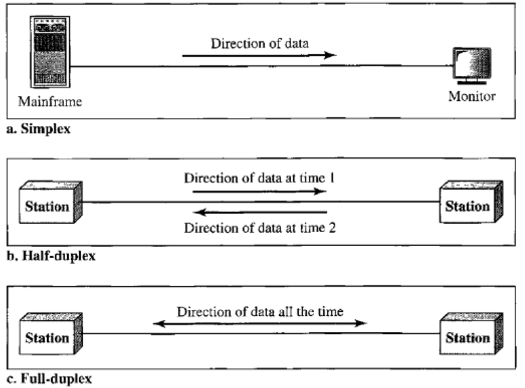 Direction of data
Mainframe
Monitor
a. Simplex
Direction of data at time 1
Station
Station
Direction of data at time 2
b. Half-duplex
Direction of data all the time
Station
Station
c. Full-duplex